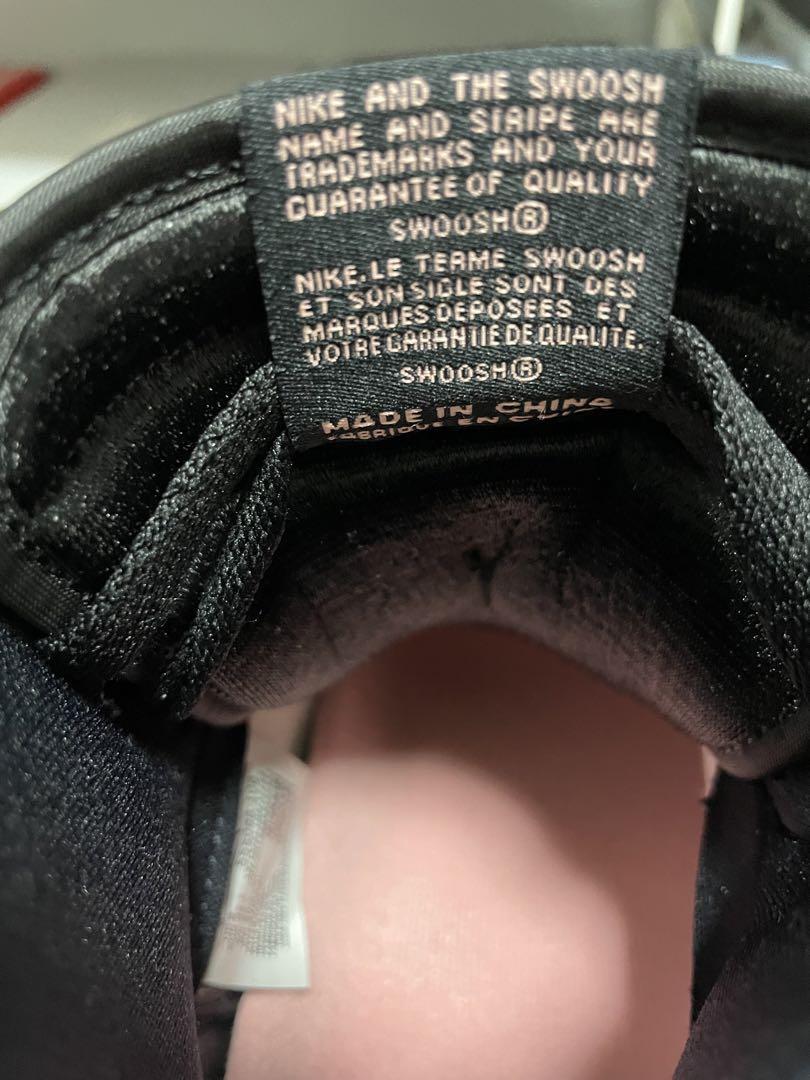 NIKE AND THE SWOOSH
NAME AND STRIPE ARE
TRADEMARKS AND YOUR
GUARANTEE OF QUALITY
SWOOSH®
NIKE.LE TERME SWOOSH
ET SON SIGLE SONT DES
MARQUES DEPOSEES ET
VOTRE GARANTIE DE QUALITE.
SWOOSH®
MADE IN CHINA
EN